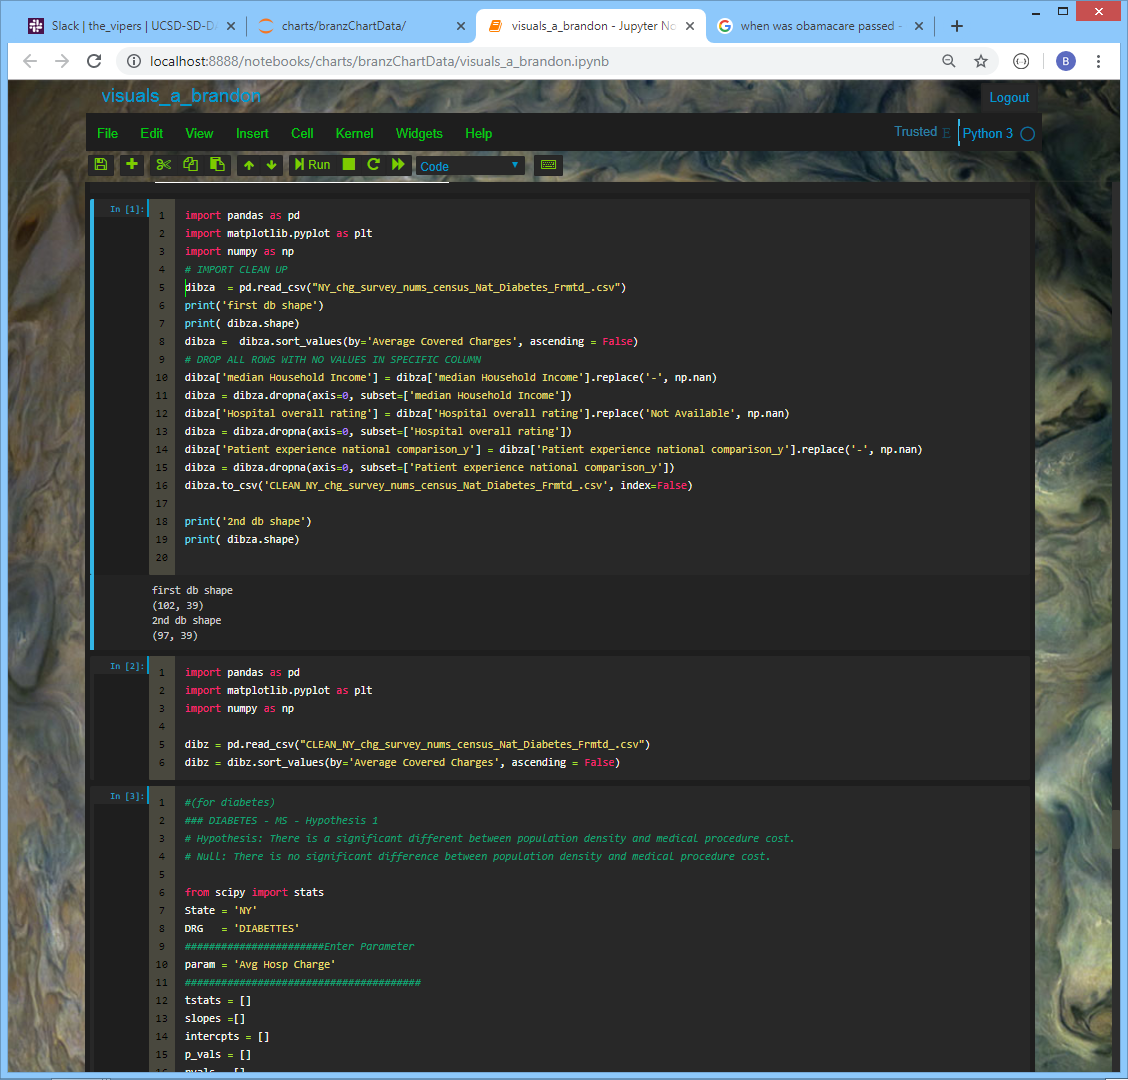 Slack | the_vipers | UCSD-SD-DA
charts/branzChartData/
visuals_a_brandon - Jupyter No
when was obamacare passed -
localhost:8888/notebooks/charts/branzChartData/visuals_a_brandon.ipynb
B
visuals_a_brandon
Logout
File Edit View Insert Cell Kernel Widgets Help
Trusted
Python 3
Run
Code
In [1]:
1 import pandas as pd
2 import matplotlib.pyplot as plt
3 import numpy as np
4 # IMPORT CLEAN UP
5 dibza  = pd.read_csv("NY_chg_survey_nums_census_Nat_Diabetes_Frmtd_.csv")
6 print('first db shape')
7 print( dibza.shape)
8 dibza =  dibza.sort_values(by='Average Covered Charges', ascending = False)
9 # DROP ALL ROWS WITH NO VALUES IN SPECIFIC COLUMN
10 dibza['median Household Income'] = dibza['median Household Income'].replace('-', np.nan)
11 dibza = dibza.dropna(axis=0, subset=['median Household Income'])
12 dibza['Hospital overall rating'] = dibza['Hospital overall rating'].replace('Not Available', np.nan)
13 dibza = dibza.dropna(axis=0, subset=['Hospital overall rating'])
14 dibza['Patient experience national comparison_y'] = dibza['Patient experience national comparison_y'].replace('-', np.nan)
15 dibza = dibza.dropna(axis=0, subset=['Patient experience national comparison_y'])
16 dibza.to_csv('CLEAN_NY_chg_survey_nums_census_Nat_Diabetes_Frmtd_.csv', index=False)
17
18 print('2nd db shape')
19 print( dibza.shape)
20
first db shape
(102, 39)
2nd db shape
(97, 39)
In [2]:
1 import pandas as pd
2 import matplotlib.pyplot as plt
3 import numpy as np
4
5 dibz = pd.read_csv("CLEAN_NY_chg_survey_nums_census_Nat_Diabetes_Frmtd_.csv")
6 dibz = dibz.sort_values(by='Average Covered Charges', ascending = False)
In [3]:
1 #(for diabetes)
2 ### DIABETES - MS - Hypothesis 1
3 # Hypothesis: There is a significant different between population density and medical procedure cost.
4 # Null: There is no significant difference between population density and medical procedure cost.
5
6 from scipy import stats
7 State = 'NY'
8 DRG   = 'DIABETTES'
9 #######################Enter Parameter
10 param = 'Avg Hosp Charge'
11 #######################################
12 tstats = []
13 slopes =[]
14 intercpts = []
15 p_vals = []